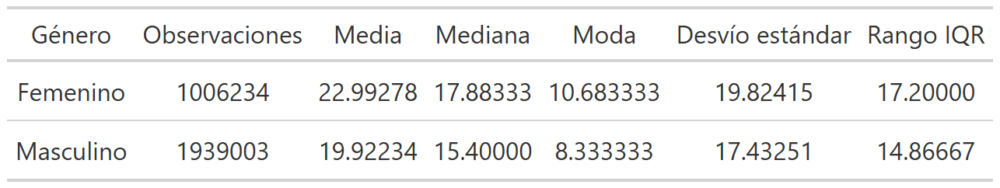 Género Observaciones Media Mediana Moda Desvío estándar Rango IQR
Femenino 1006234 22.99278 17.88333 10.683333 19.82415 17.20000
Masculino 1939003 19.92234 15.40000 8.333333 17.43251 14.86667